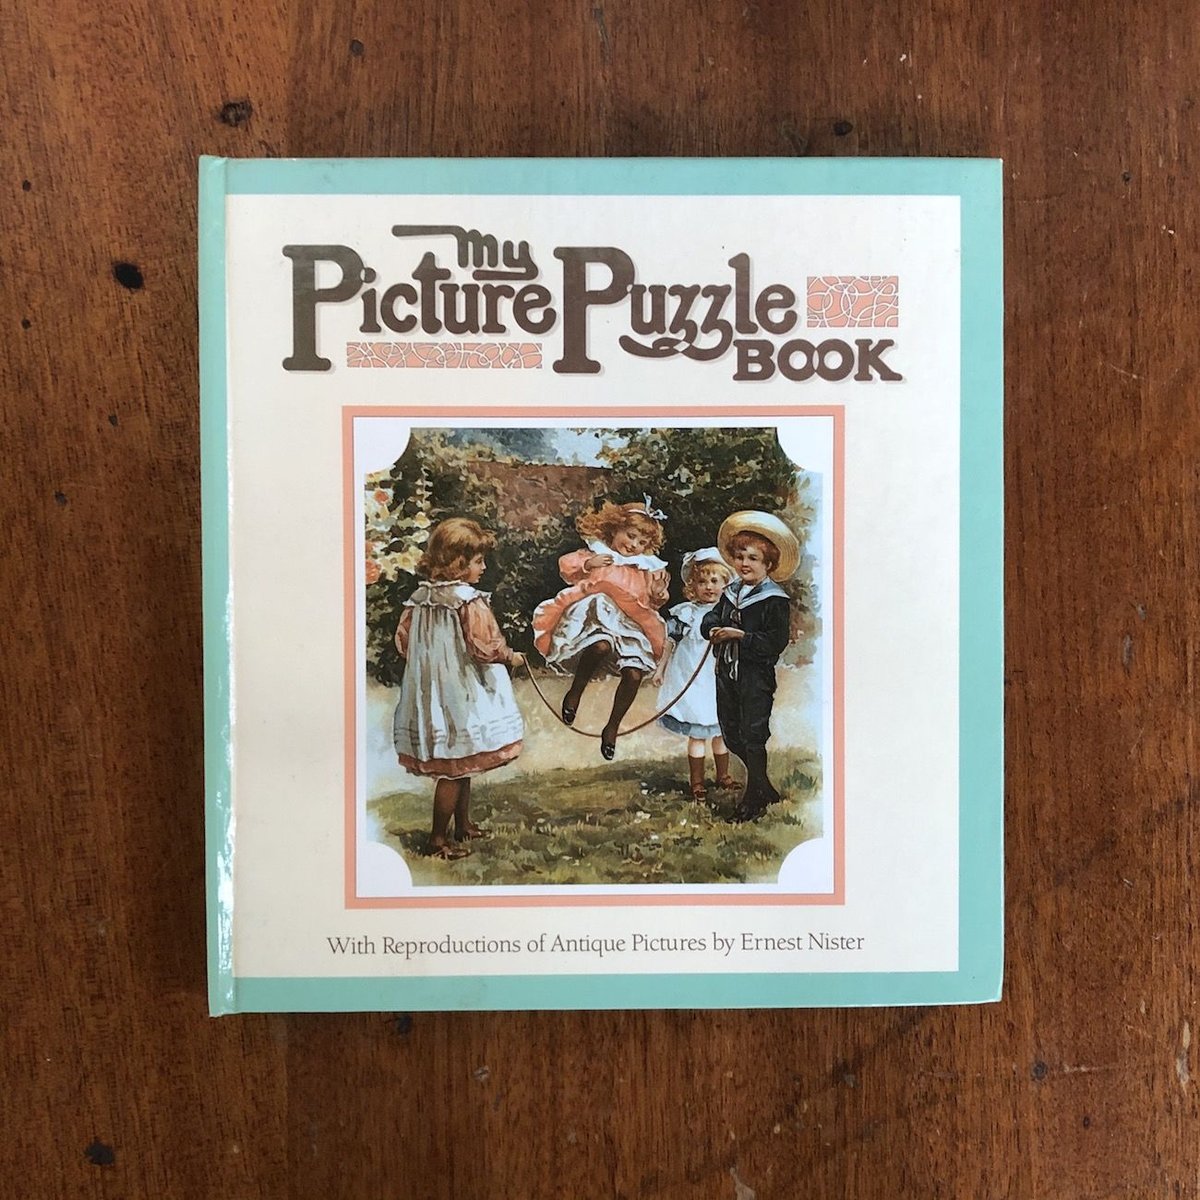 My
Picture Puzzle
BOOK
With Reproductions of Antique Pictures by Ernest Nister